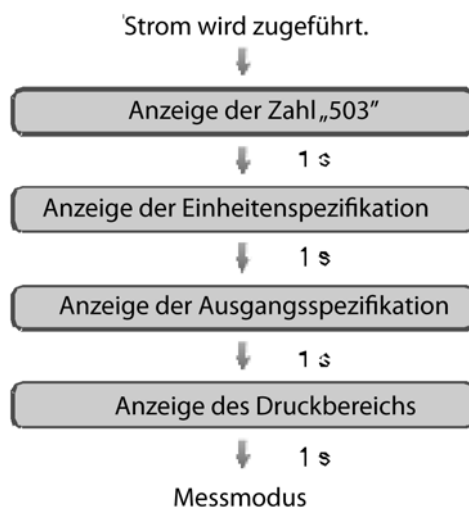 Strom wird zugeführt.
Anzeige der Zahl „503”
1 s
Anzeige der Einheitenspezifikation
1 s
Anzeige der Ausgangsspezifikation
1 s
Anzeige des Druckbereichs
1 s
Messmodus